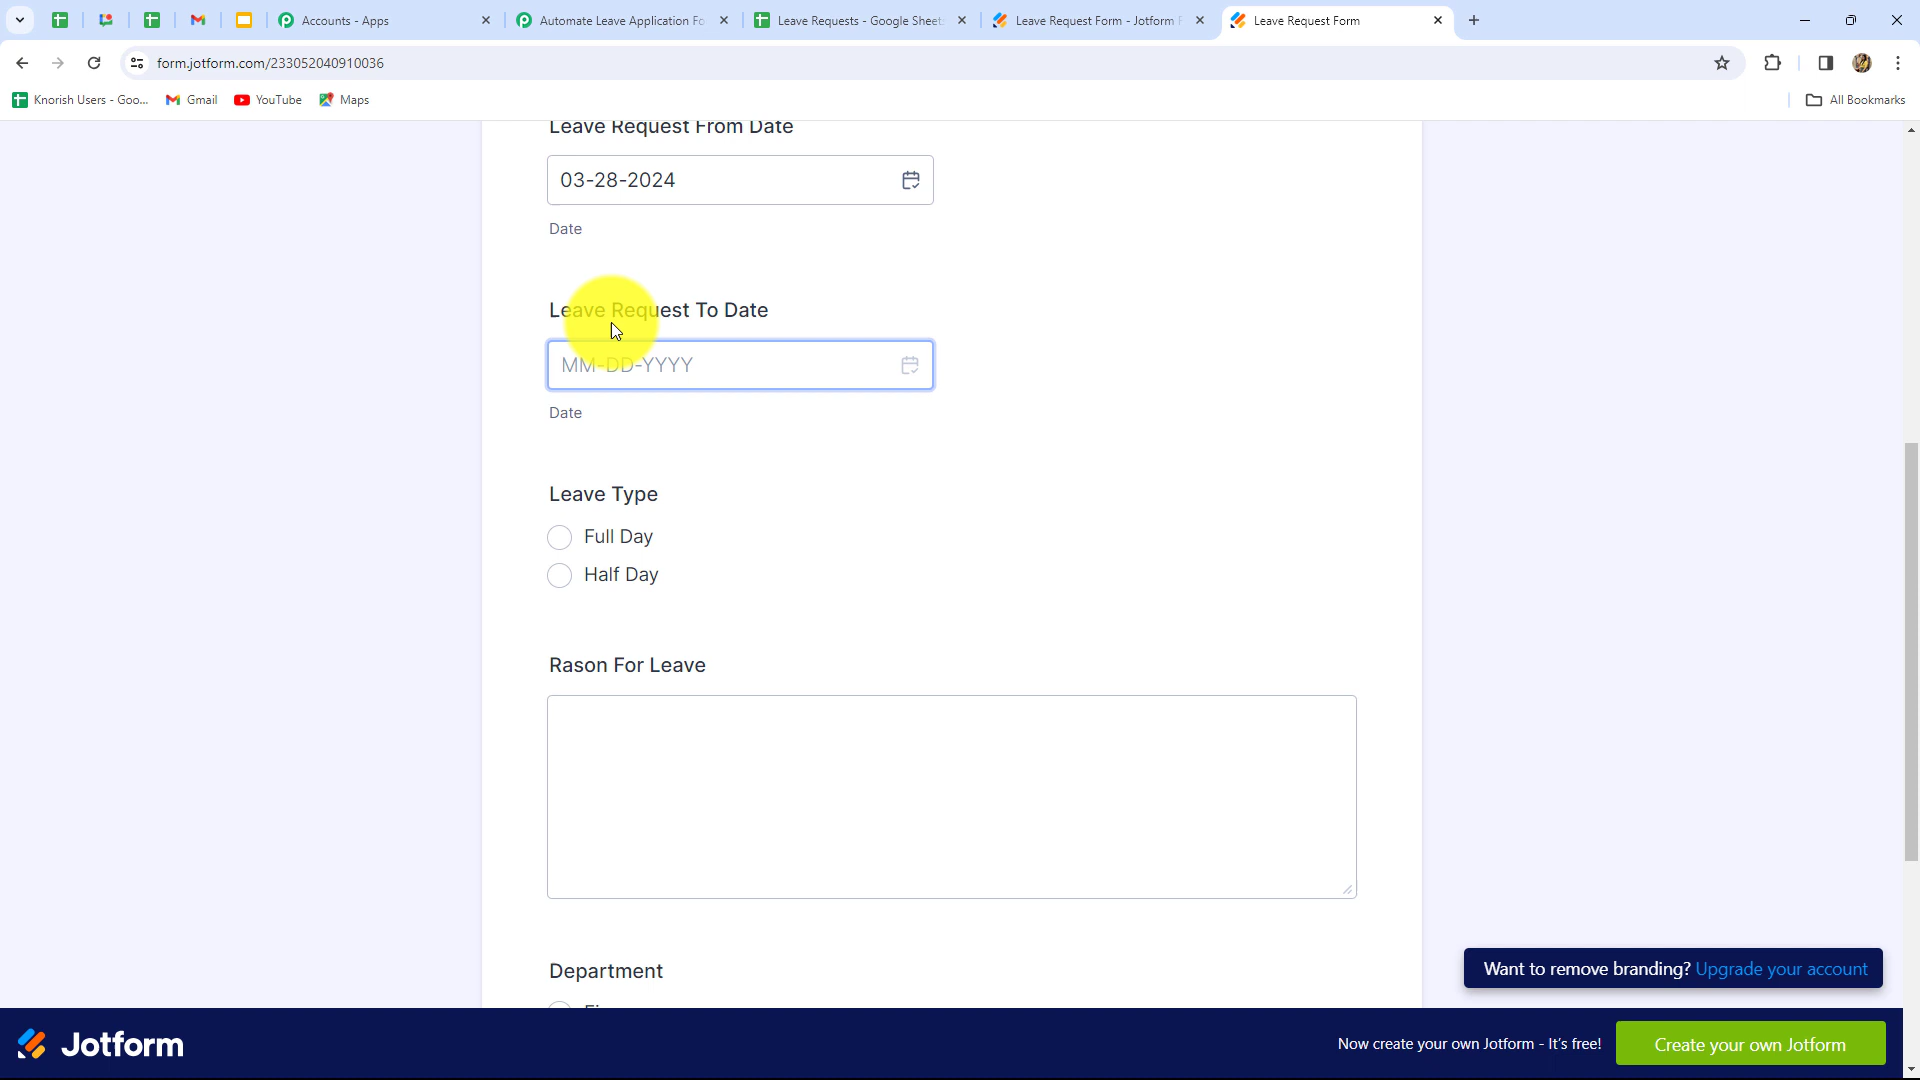 Accounts - Apps
Automate Leave Application Fo
Leave Requests - Google Sheet
Leave Request Form - Jotform F
Leave Request Form
form.jotform.com/233052040910036
Knorish Users - Goo...
Gmail
YouTube
Maps
All Bookmarks
Leave Request From Date
03-28-2024
Date
Leave Request To Date
MM-DD-YYYY
Date
Leave Type
Full Day
Half Day
Rason For Leave
Department
Want to remove branding? Upgrade your account
Jotform
Now create your own Jotform - It's free!
Create your own Jotform